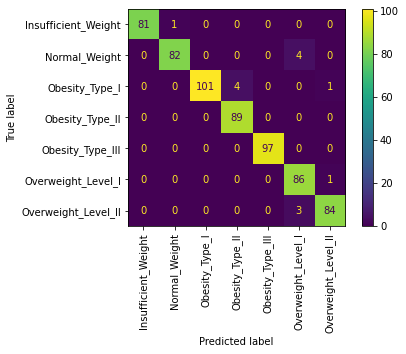 True label
Insufficient_Weight 81 1 0 0 0 0 0
Normal_Weight 0 82 0 0 0 4 0
Obesity_Type_I 0 0 101 4 0 0 1
Obesity_Type_II 0 0 0 89 0 0 0
Obesity_Type_III 0 0 0 0 97 0 0
Overweight_Level_I 0 0 0 0 0 86 1
Overweight_Level_II 0 0 0 0 0 3 84
Insufficient_Weight
Normal_Weight
Obesity_Type_I
Obesity_Type_II
Obesity_Type_III
Overweight_Level_I
Overweight_Level_II
Predicted label
100
80
60
40
20
0